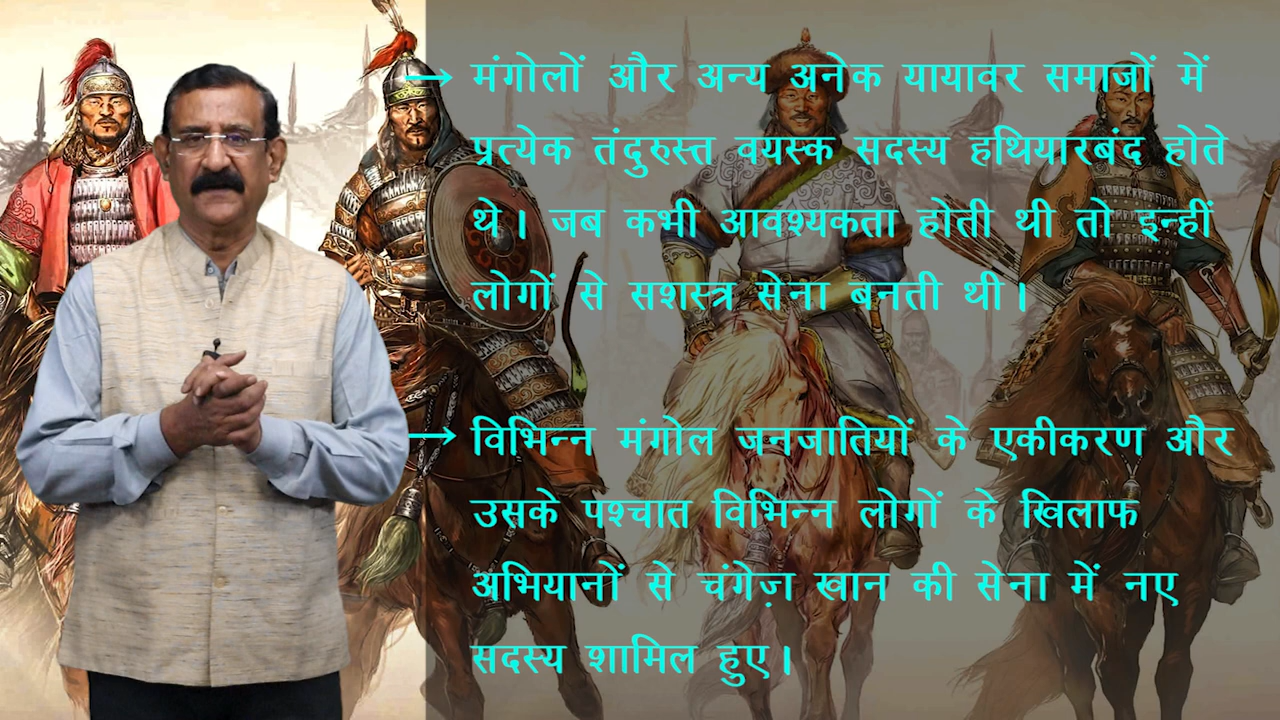 → मंगोलों और अन्य अनेक यायावर समाजों में
प्रत्येक तंदुरुस्त वयस्क सदस्य हथियारबंद होते
थे। जब कभी आवश्यकता होती थी तो इन्हीं
लोगों से सशस्त्र सेना बनती थी।
→ विभिन्न मंगोल जनजातियों के एकीकरण और
उसके पश्चात विभिन्न लोगों के खिलाफ
अभियानों से चंगेज़ खान की सेना में नए
सदस्य शामिल हुए।